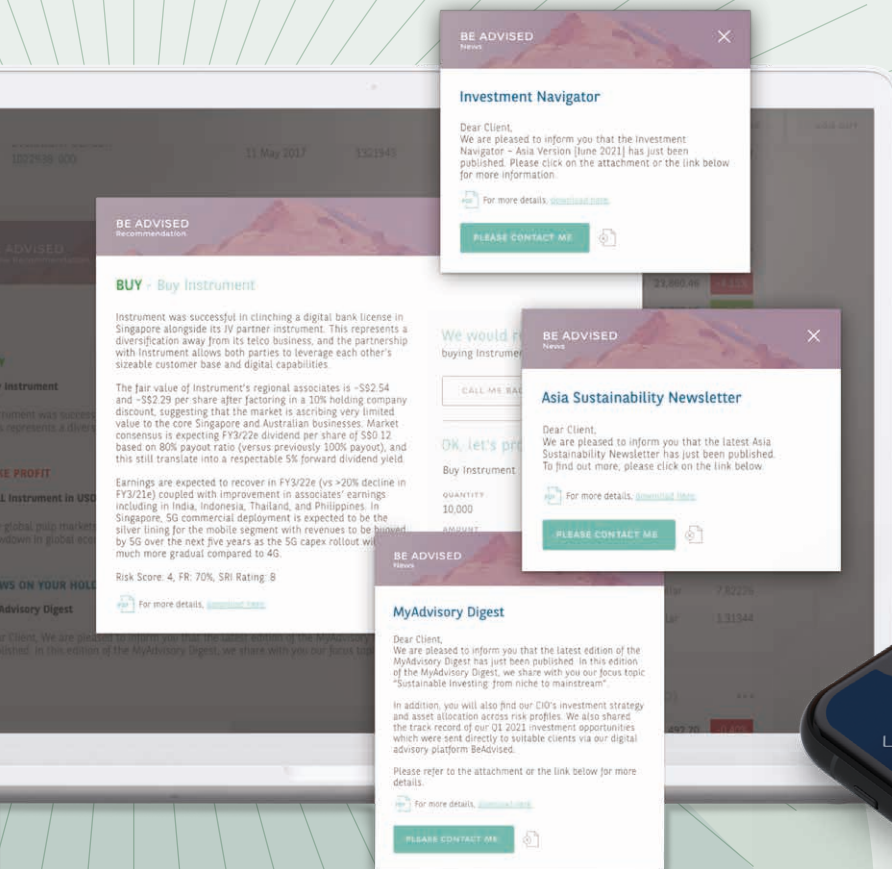 BE ADVISED
News
Investment Navigator
Dear Client,
We are pleased to inform you that the Investment
Navigator – Asia Version [June 2021] has just been
published. Please click on the attachment or the link below
for more information.
PDF For more details, download here.
PLEASE CONTACT ME
11 May 2017
BE ADVISED
Recommendation
BUY - Buy Instrument
Instrument was successful in clinching a digital bank license in
Singapore alongside its JV partner instrument. This represents a
diversification away from its telco business, and the partnership
with Instrument allows both parties to leverage each other's
sizeable customer base and digital capabilities.
The fair value of Instrument's regional associates is ~S$2.54
and ~S$2.29 per share after factoring in a 10% holding company
discount, suggesting that the market is ascribing very limited
value to the core Singapore and Australian businesses. Market
consensus is expecting FY3/22e dividend per share of S$0.12
based on 80% payout ratio (versus previously 100% payout), and
this still translate into a respectable 5% forward dividend yield.
Earnings are expected to recover in FY3/22e (vs >20% decline in
FY3/21e) coupled with improvement in associates' earnings
including in India, Indonesia, Thailand, and Philippines. In
Singapore, 5G commercial deployment is expected to be the
silver lining for the mobile segment with revenues to be buoyed
by 5G over the next five years as the 5G capex rollout
much more gradual compared to 4G.
Risk Score: 4, FR: 70%, SRI Rating: 8
PDF For more details, download here.
We would
buying
CALL ME
OK, let's
Buy Instrument
QUANTITY
10,000
AMOUNT
BE ADVISED
News
Asia Sustainability Newsletter
Dear Client,
We are pleased to inform you that the latest Asia
Sustainability Newsletter has just been published.
To find out more, please click on the link below.
PDF For more details, download here.
PLEASE CONTACT ME
BE ADVISED
News
MyAdvisory Digest
Dear Client,
We are pleased to inform you that the latest edition of the
MyAdvisory Digest has just been published. In this edition
of the MyAdvisory Digest, we share with you our focus topic
"Sustainable Investing: from niche to mainstream".
In addition, you will also find our CIO's investment strategy
and asset allocation across risk profiles. We also shared
the track record of our Q1 2021 investment opportunities
which were sent directly to suitable clients via our digital
advisory platform BeAdvised.
Please refer to the attachment or the link below for more
details.
PDF For more details, download here.
PLEASE CONTACT ME